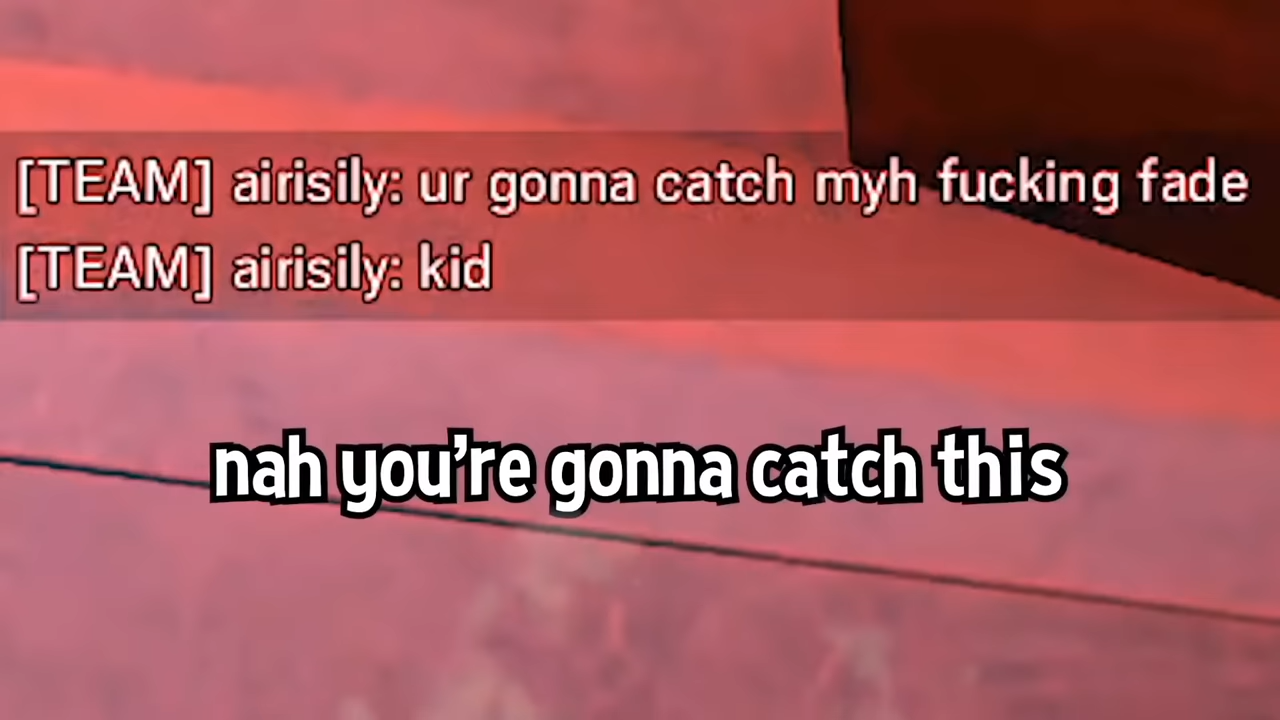 [TEAM] airisily: ur gonna catch myh fucking fade
[TEAM] airisily: kid
nah you're gonna catch this